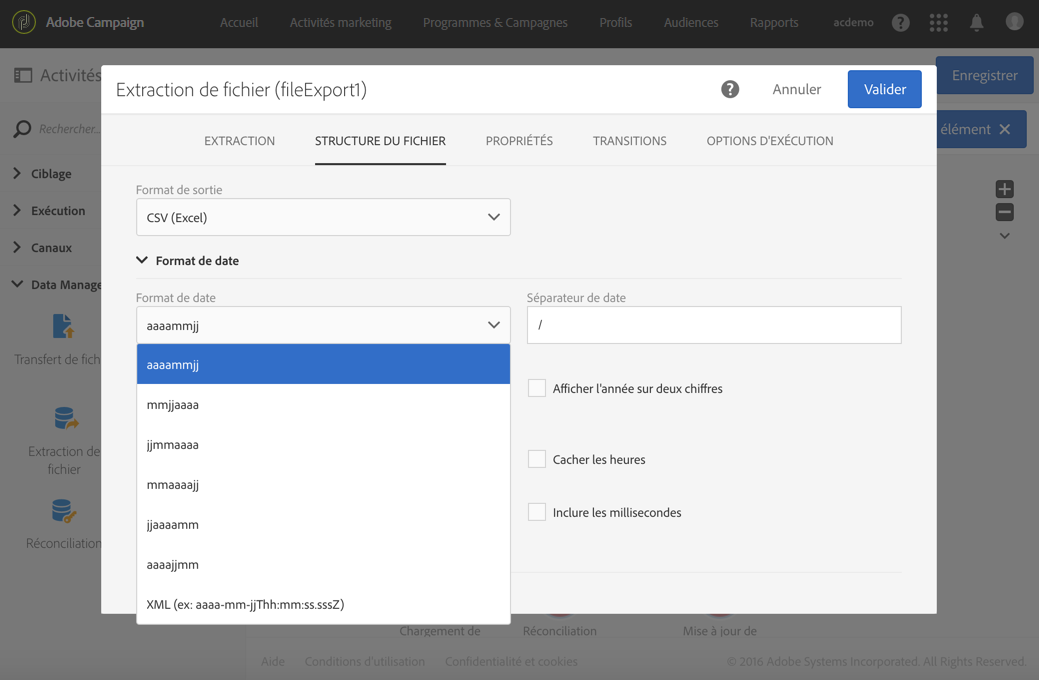 Adobe Campaign
Accueil
Activités marketing
Programmes & Campagnes
Profils
Audiences
Rapports
acdemo
Activités
Enregistrer
Extraction de fichier (fileExport1)
Annuler
Valider
Rechercher...
élément
EXTRACTION
STRUCTURE DU FICHIER
PROPRIÉTÉS
TRANSITIONS
OPTIONS D'EXÉCUTION
Ciblage
Exécution
Canaux
Data Manage
Transfert de fich
Extraction de
fichier
Réconciliation
Format de sortie
CSV (Excel)
Format de date
Format de date
aaaammjj
Séparateur de date
/
aaaammjj
mmjjaaaa
jjmmaaaa
mmaaaajj
jjaaaamm
aaaajjmm
XML (ex: aaaa-mm-jjThh:mm:ss.sssZ)
Afficher l'année sur deux chiffres
Cacher les heures
Inclure les millisecondes
Chargement de
Réconciliation
Mise à jour de
Aide
Conditions d'utilisation
Confidentialité et cookies
© 2016 Adobe Systems Incorporated. All Rights Reserved.